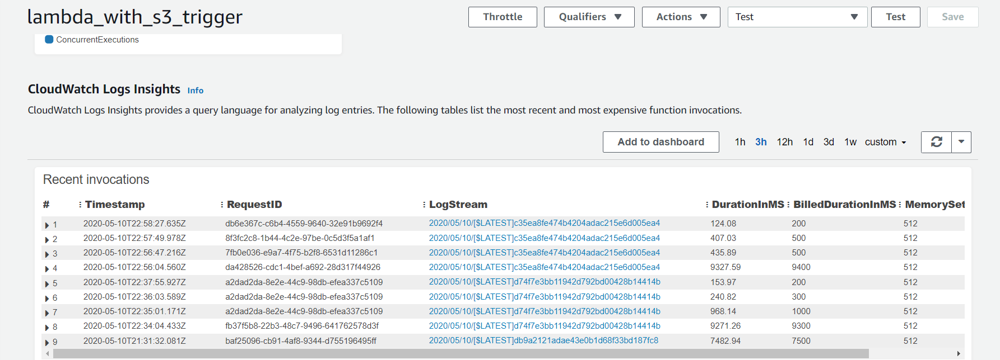 lambda_with_s3_trigger Throttle Qualifiers Actions Test Test Save
ConcurrentExecutions
CloudWatch Logs Insights Info
CloudWatch Logs Insights provides a query language for analyzing log entries. The following tables list the most recent and most expensive function invocations.
Add to dashboard 1h 3h 12h 1d 3d 1w custom
Recent invocations
# : Timestamp : RequestID : LogStream : DurationInMS : BilledDurationInMS : MemorySet
1 2020-05-10T22:58:27.635Z db6e367c-c6b4-4559-9640-32e91b9692f4 2020/05/10/[$LATEST]c35ea8fe474b4204adac215e6d005ea4 124.08 200 512
2 2020-05-10T22:57:49.978Z 8f3fc2c8-1b44-4c2e-97be-0c5d3f5a1af1 2020/05/10/[$LATEST]c35ea8fe474b4204adac215e6d005ea4 407.03 500 512
3 2020-05-10T22:56:47.216Z 7fb0e036-e9a7-4f75-b2f8-6531d11286c1 2020/05/10/[$LATEST]c35ea8fe474b4204adac215e6d005ea4 435.89 500 512
4 2020-05-10T22:56:04.560Z da428526-cdc1-4bef-a692-28d317f44926 2020/05/10/[$LATEST]c35ea8fe474b4204adac215e6d005ea4 9327.59 9400 512
5 2020-05-10T22:37:55.927Z a2dad2da-8e2e-44c9-98db-efea337c5109 2020/05/10/[$LATEST]d74f7e3bb11942d792bd00428b14414b 153.97 200 512
6 2020-05-10T22:36:03.589Z a2dad2da-8e2e-44c9-98db-efea337c5109 2020/05/10/[$LATEST]d74f7e3bb11942d792bd00428b14414b 240.82 300 512
7 2020-05-10T22:35:01.171Z a2dad2da-8e2e-44c9-98db-efea337c5109 2020/05/10/[$LATEST]d74f7e3bb11942d792bd00428b14414b 968.14 1000 512
8 2020-05-10T22:34:04.433Z fb37f5b8-22b3-48c7-9496-641762578d3f 2020/05/10/[$LATEST]d74f7e3bb11942d792bd00428b14414b 9271.26 9300 512
9 2020-05-10T21:31:32.081Z baf25096-cb91-4af8-9344-d755196495ff 2020/05/10/[$LATEST]db9a2121adae43e0b1d68f33bd187fc8 7482.94 7500 512